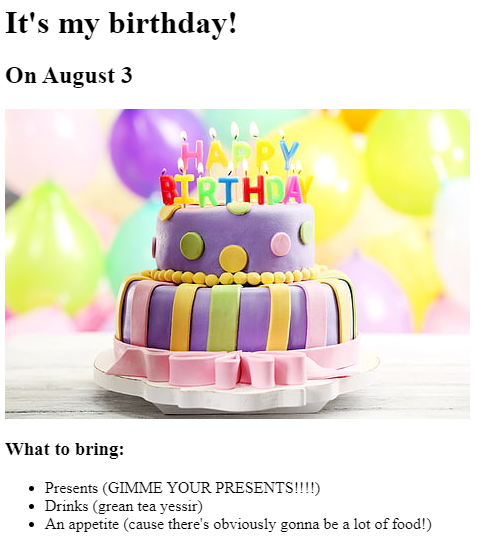 It's my birthday!
On August 3
HAPPY
BIRTHDAY
What to bring:
Presents (GIMME YOUR PRESENTS!!!!)
Drinks (grean tea yessir)
An appetite (cause there's obviously gonna be a lot of food!)